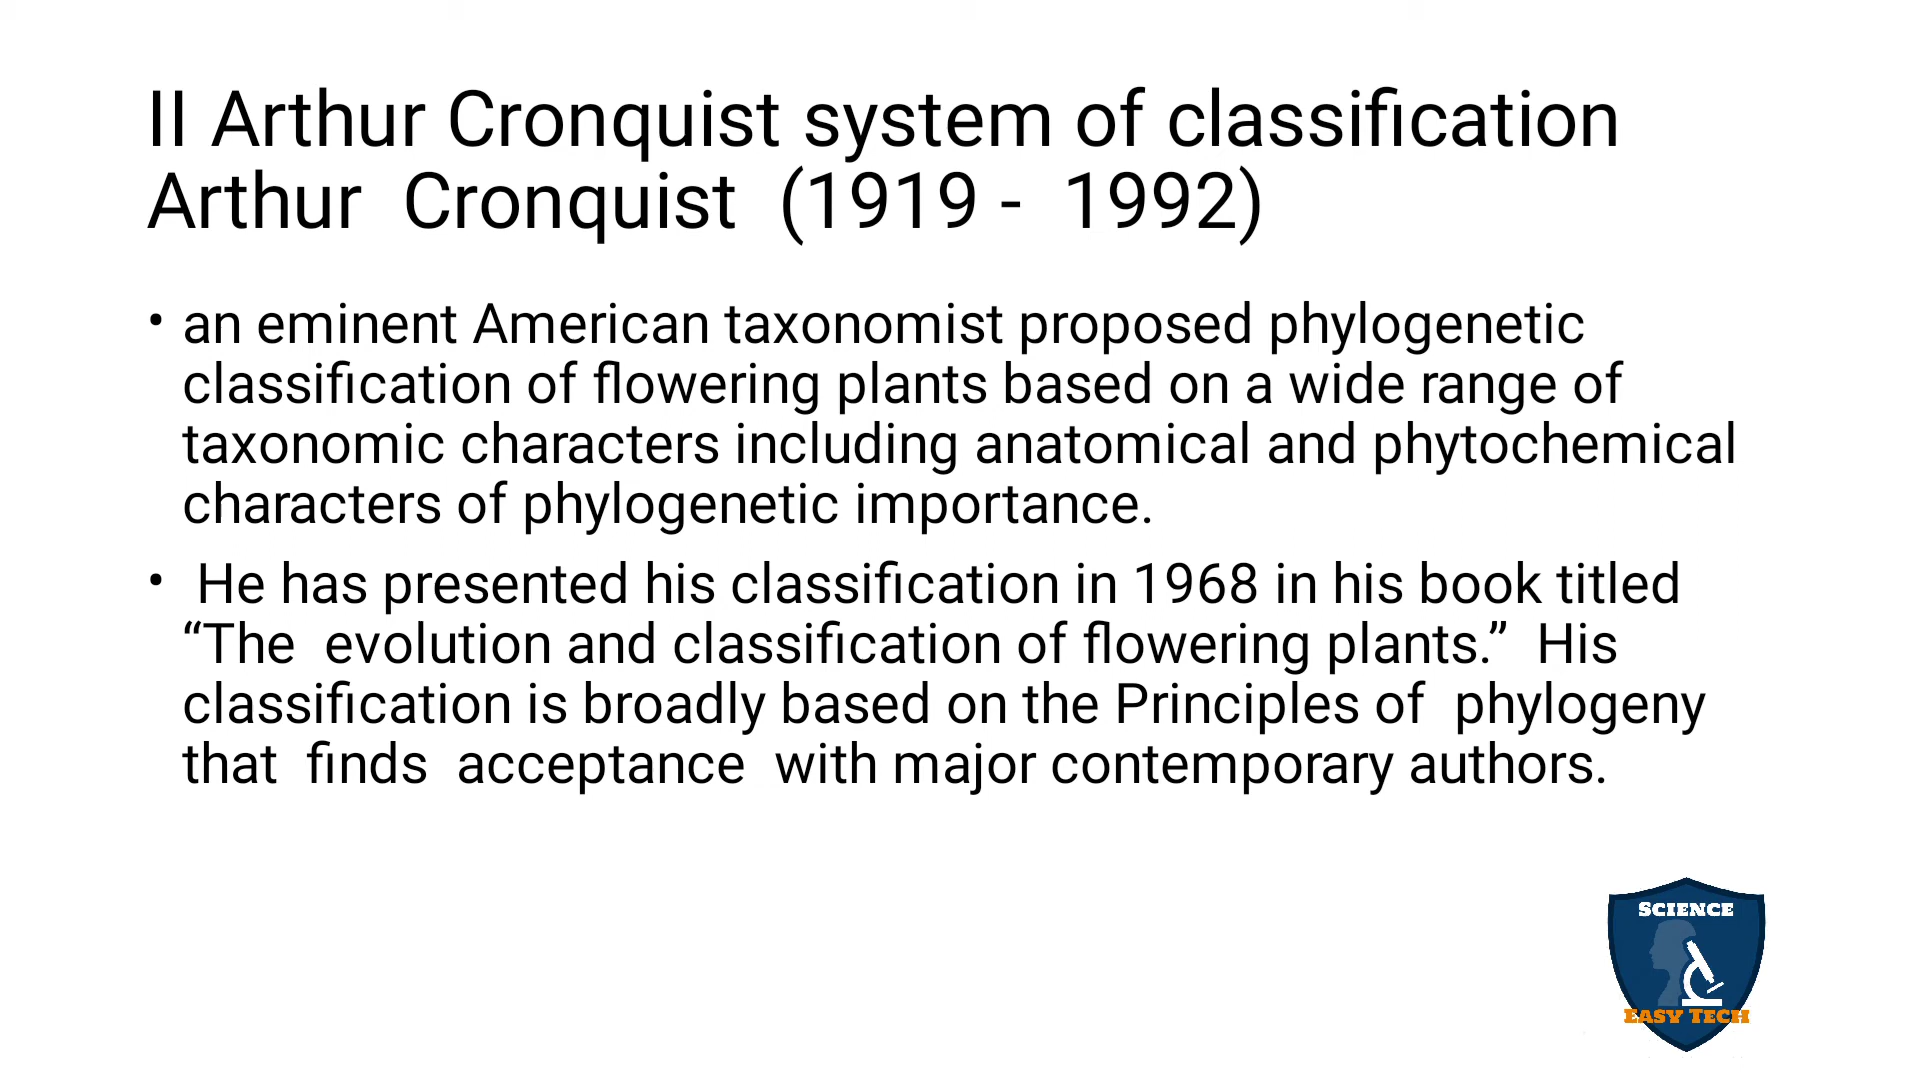 II Arthur Cronquist system of classification
Arthur  Cronquist  (1919 -  1992)
• an eminent American taxonomist proposed phylogenetic
classification of flowering plants based on a wide range of
taxonomic characters including anatomical and phytochemical
characters of phylogenetic importance.
•  He has presented his classification in 1968 in his book titled
“The  evolution and classification of flowering plants.”  His
classification is broadly based on the Principles of  phylogeny
that  finds  acceptance  with major contemporary authors.
SCIENCE
EASY TECH